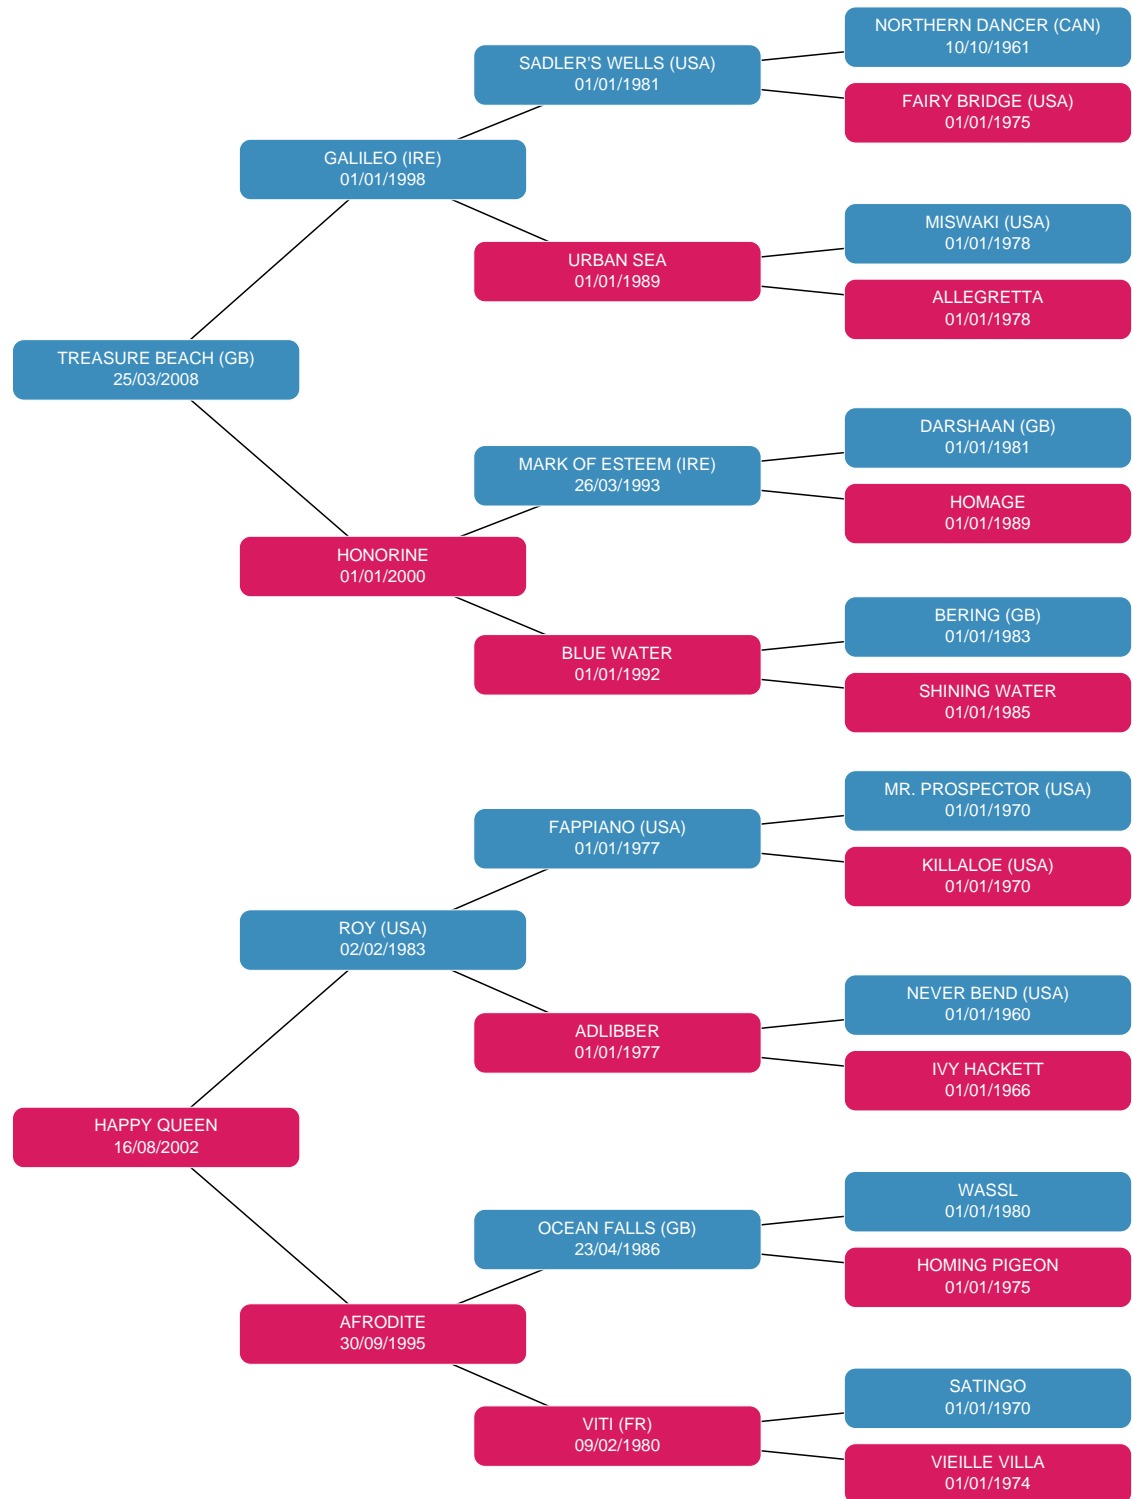 NORTHERN DANCER (CAN)
10/10/1961
SADLER'S WELLS (USA)
01/01/1981
FAIRY BRIDGE (USA)
01/01/1975
GALILEO (IRE)
01/01/1998
MISWAKI (USA)
01/01/1978
URBAN SEA
01/01/1989
ALLEGRETTA
01/01/1978
TREASURE BEACH (GB)
25/03/2008
DARSHAAN (GB)
01/01/1981
MARK OF ESTEEM (IRE)
26/03/1993
HOMAGE
01/01/1989
HONORINE
01/01/2000
BERING (GB)
01/01/1983
BLUE WATER
01/01/1992
SHINING WATER
01/01/1985
MR. PROSPECTOR (USA)
01/01/1970
FAPPIANO (USA)
01/01/1977
KILLALOE (USA)
01/01/1970
ROY (USA)
02/02/1983
NEVER BEND (USA)
01/01/1960
ADLIBBER
01/01/1977
IVY HACKETT
01/01/1966
HAPPY QUEEN
16/08/2002
WASSL
01/01/1980
OCEAN FALLS (GB)
23/04/1986
HOMING PIGEON
01/01/1975
AFRODITE
30/09/1995
SATINGO
01/01/1970
VITI (FR)
09/02/1980
VIEILLE VILLA
01/01/1974